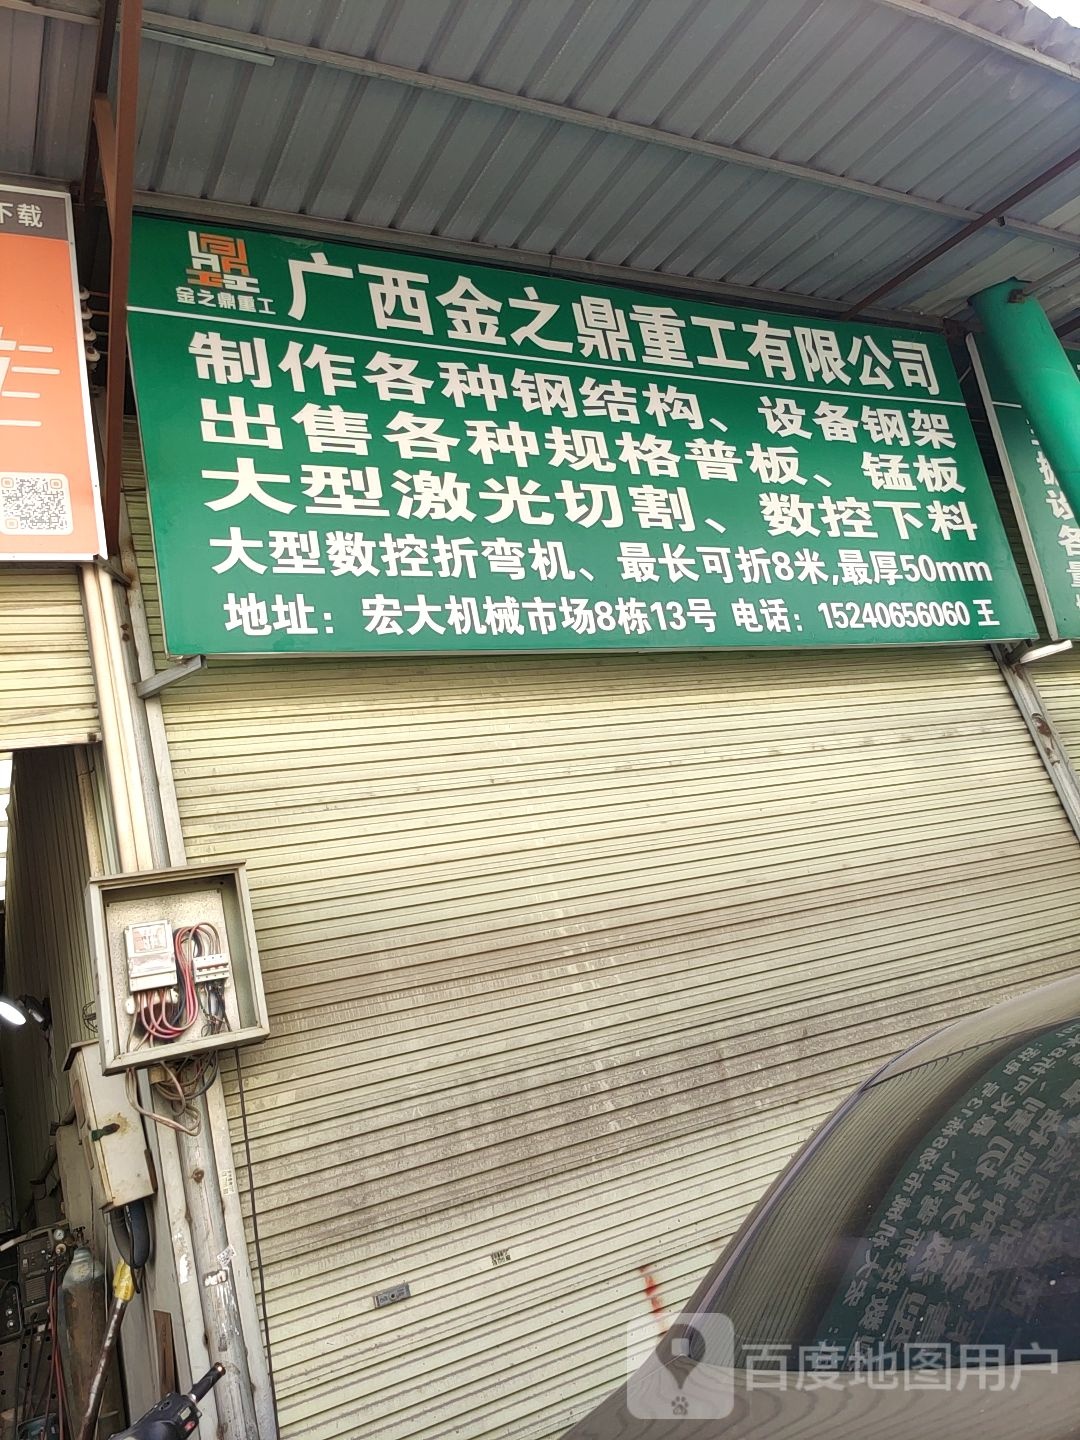 下载
金之鼎重工
广西金之鼎重工有限公司
制作各种钢结构、设备钢架
出售各种规格普板、锰板
大型激光切割、数控下料
大型数控折弯机、最长可折8米,最厚50mm
地址：宏大机械市场8栋13号 电话：15240656060 王
百度地图用户